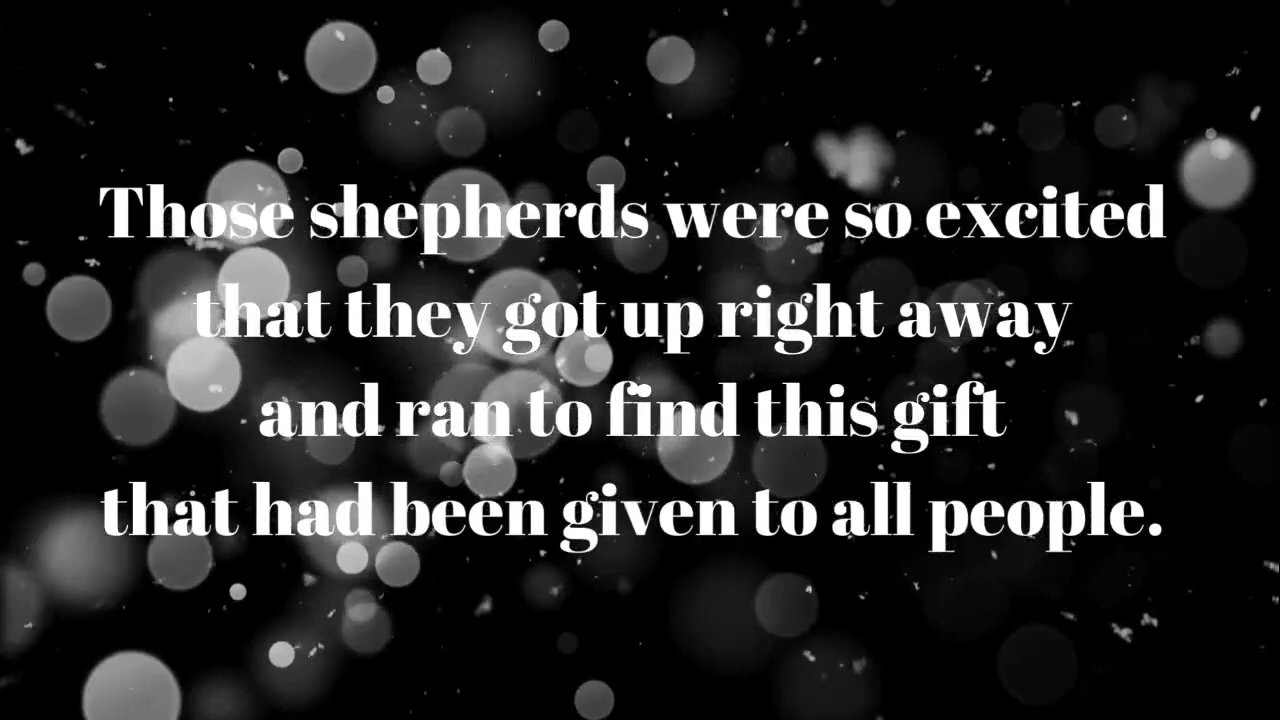 Those shepherds were so excited
that they got up right away
and ran to find this gift
that had been given to all people.